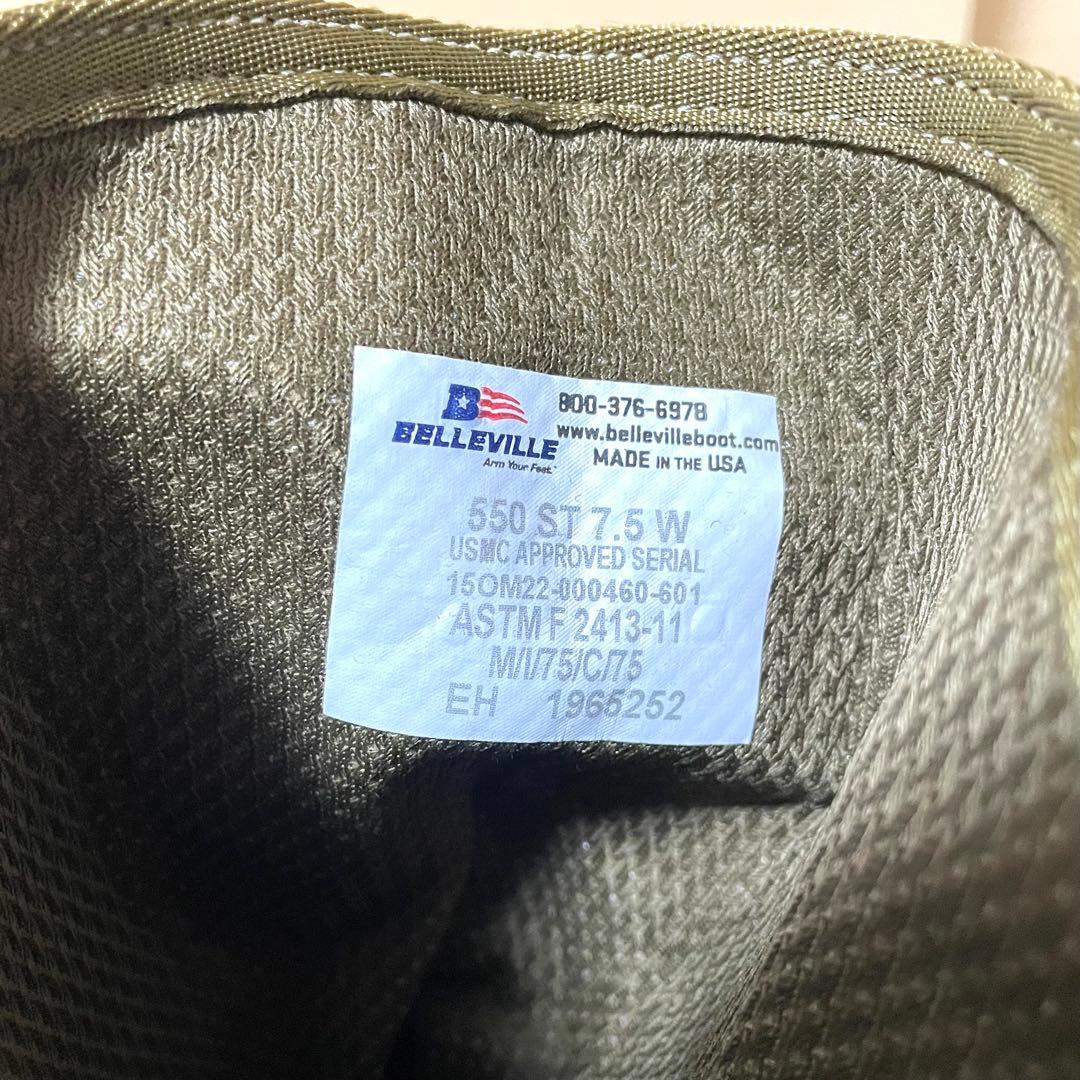 B
BELLEVILLE
Arm Your Feet.™
800-376-6978
www.bellevilleboot.com
MADE IN THE USA
550 ST 7.5 W
USMC APPROVED SERIAL
15OM22-000460-601
ASTM F 2413-11
M/I/75/C/75
EH 1965252